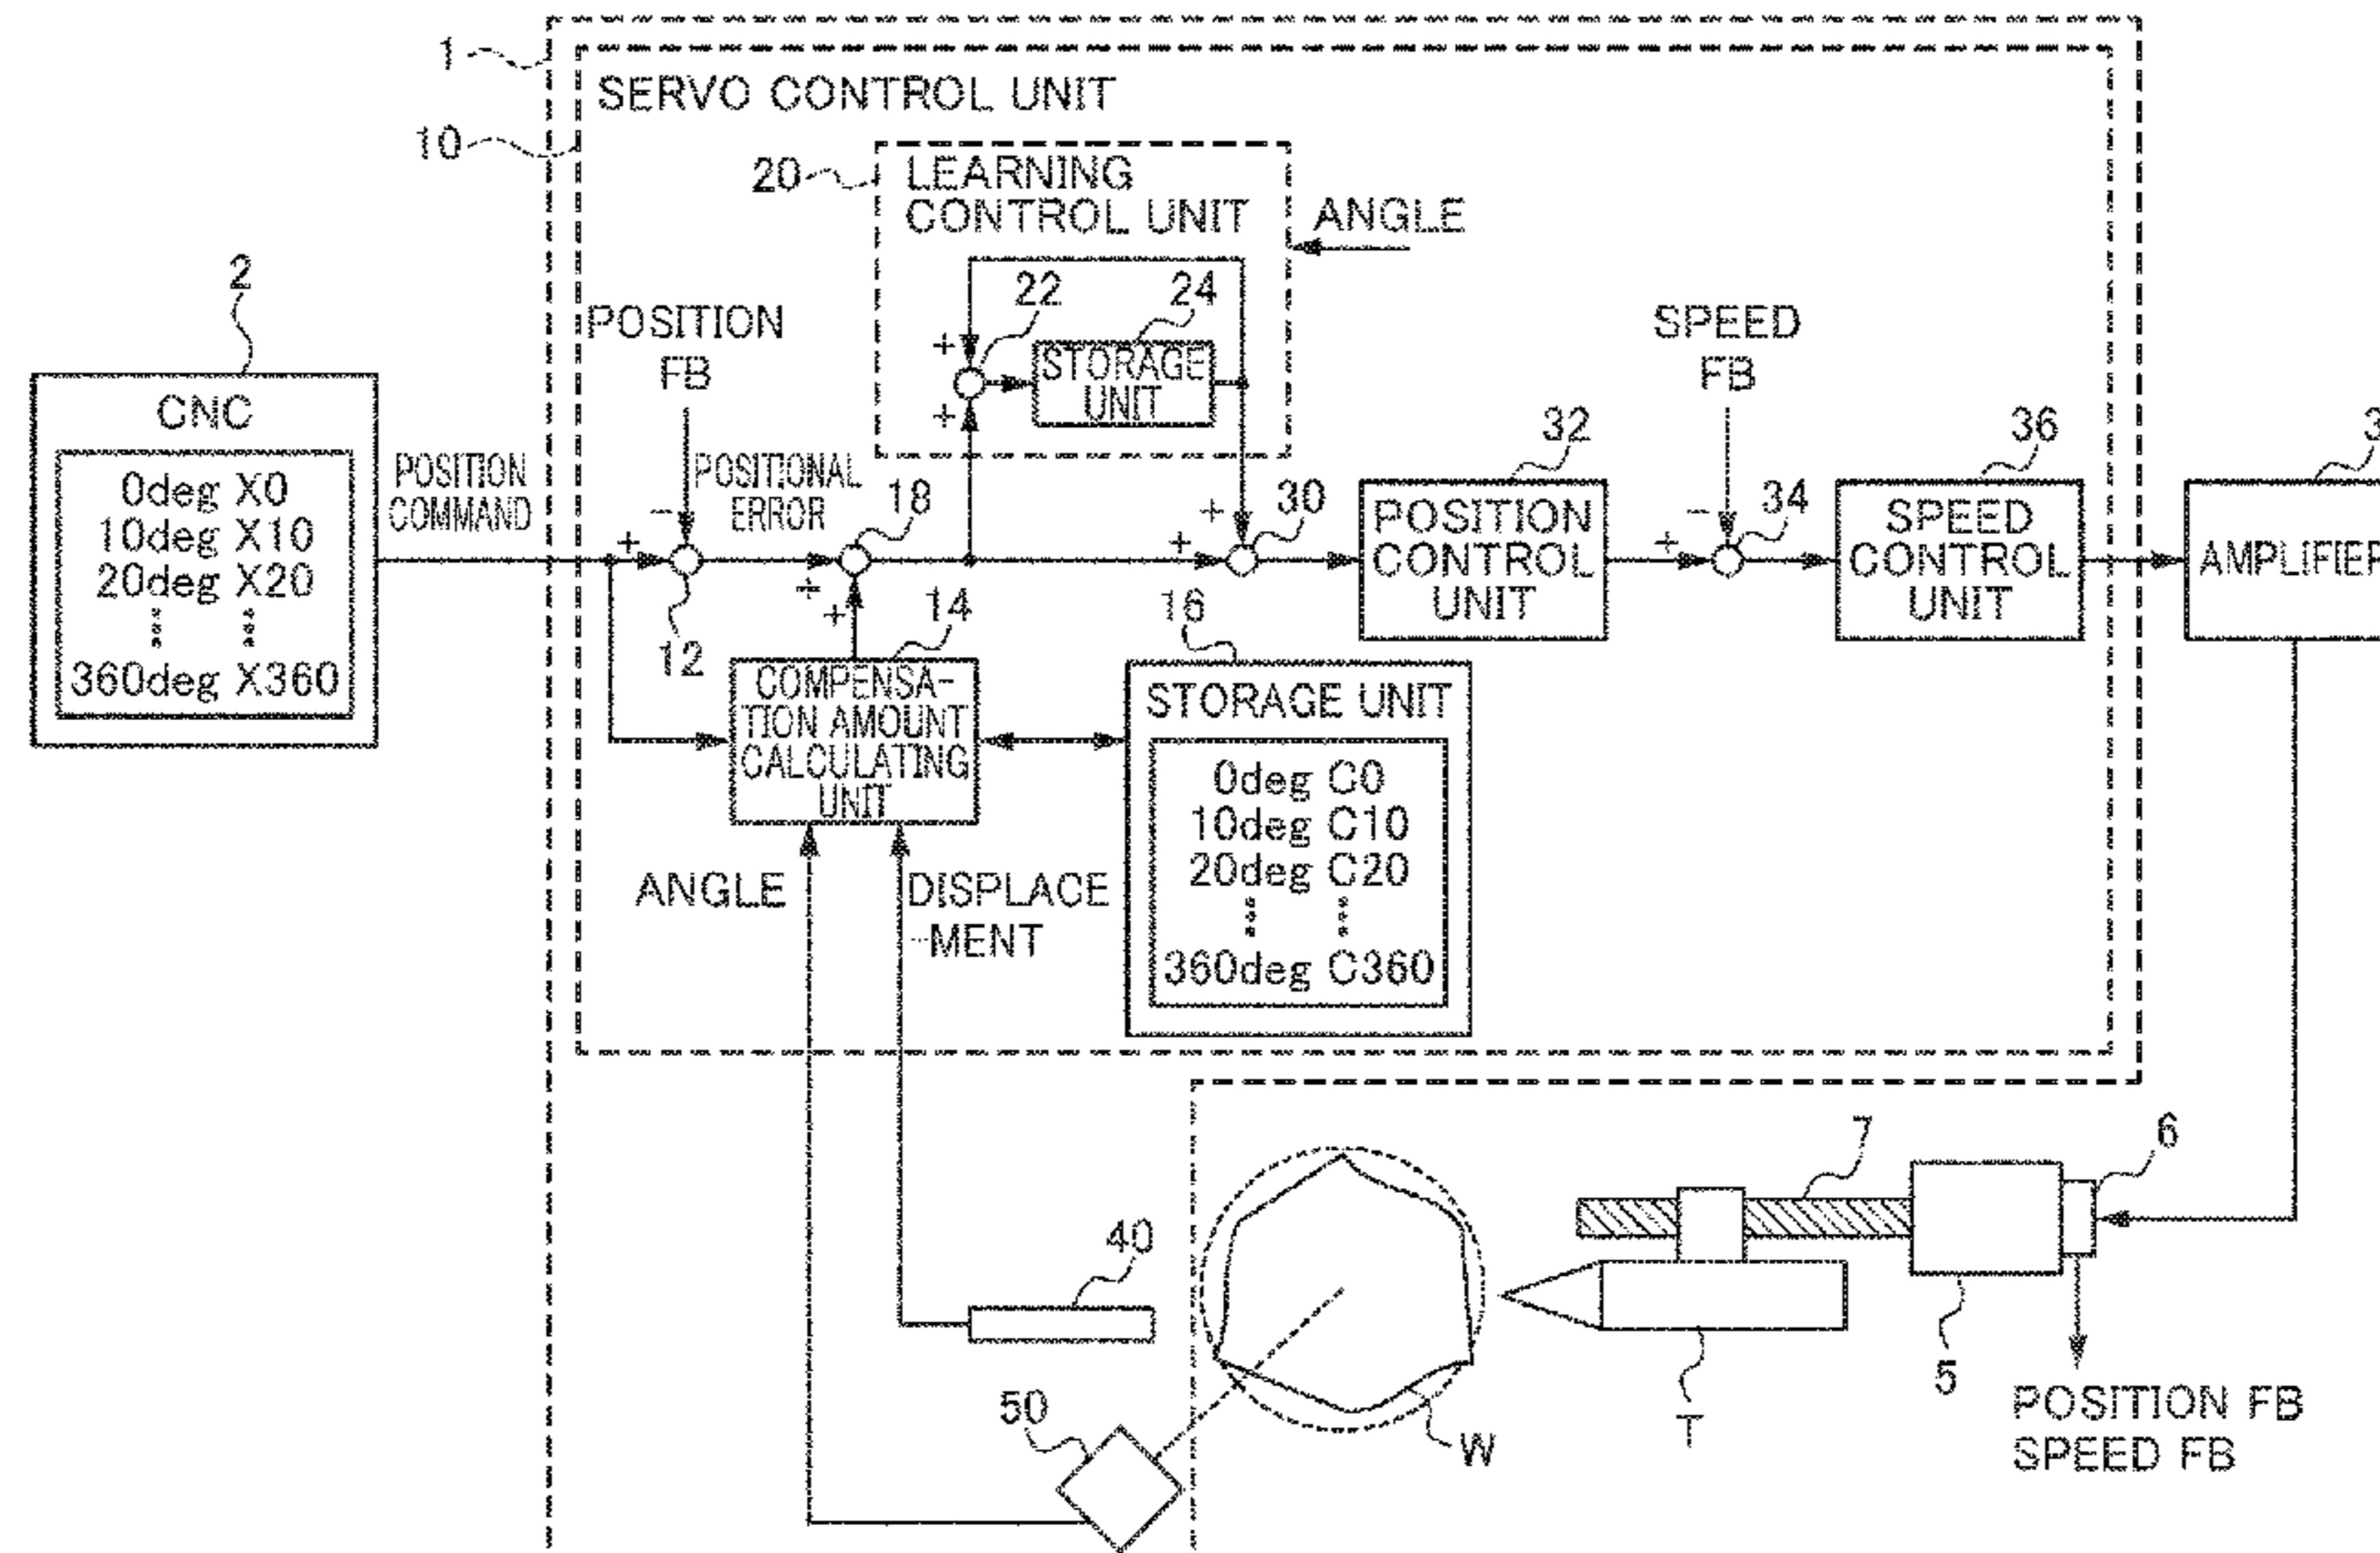 1
SERVO CONTROL UNIT
10
20
LEARNING
CONTROL UNIT
ANGLE
2
POSITION
FB
22
24
STORAGE
UNIT
+
+
SPEED
FB
CNC
0deg X0
10deg X10
20deg X20
360deg X360
POSITION
COMMAND
POSITIONAL
ERROR
18
30
32
POSITION
CONTROL
UNIT
34
36
SPEED
CONTROL
UNIT
3
AMPLIFIER
+
-
+
+
+
+
+
-
12
14
COMPENSA-
TION AMOUNT
CALCULATING
UNIT
16
STORAGE UNIT
0deg C0
10deg C10
20deg C20
360deg C360
ANGLE
DISPLACE
-MENT
40
50
W
7
6
T
5
POSITION FB
SPEED FB